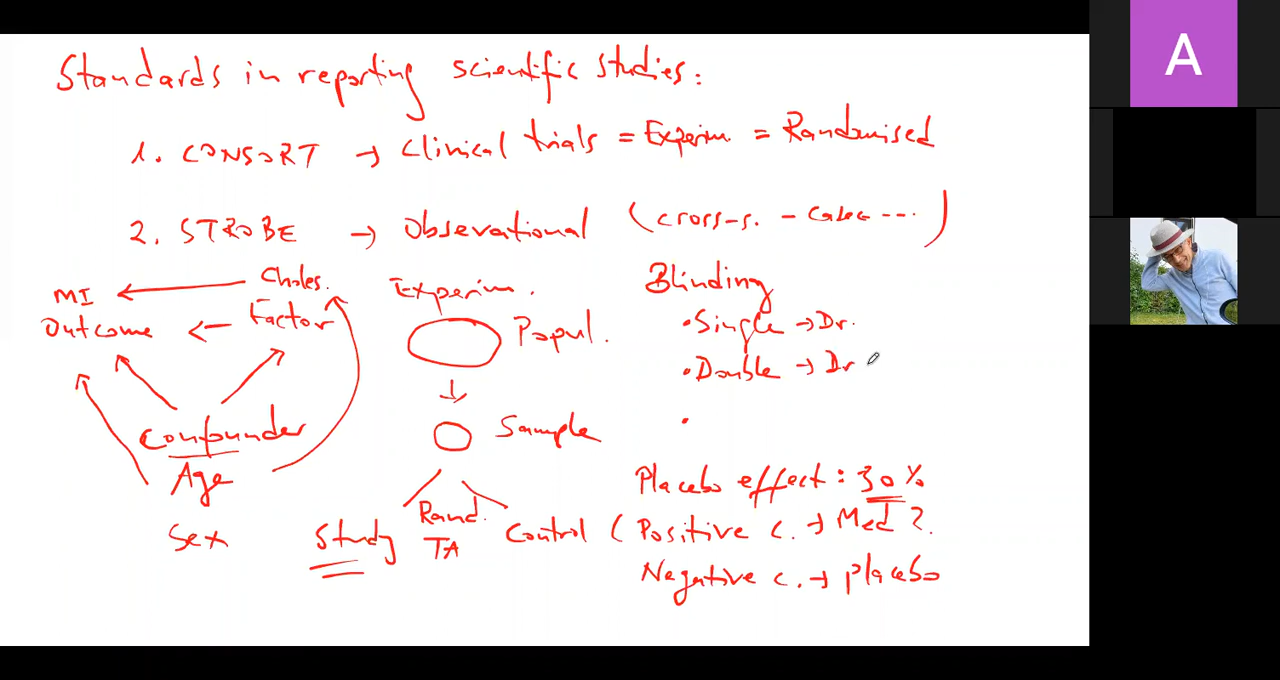 Standards in reporting scientific studies:
1. CONSORT → Clinical trials = Experim = Randomised
2. STROBE → Observational (cross-s. -
MI ← Choles.
Outcome ← Factor
Confounder
Age
Sex
Experim.
Popul.
Sample
Rand.
Study TA Control (Positive c. → Med 2.
Negative c. → placebo
Blinding
• Single → Dr.
• Double → Dr
•
Placebo effect: 30%
A